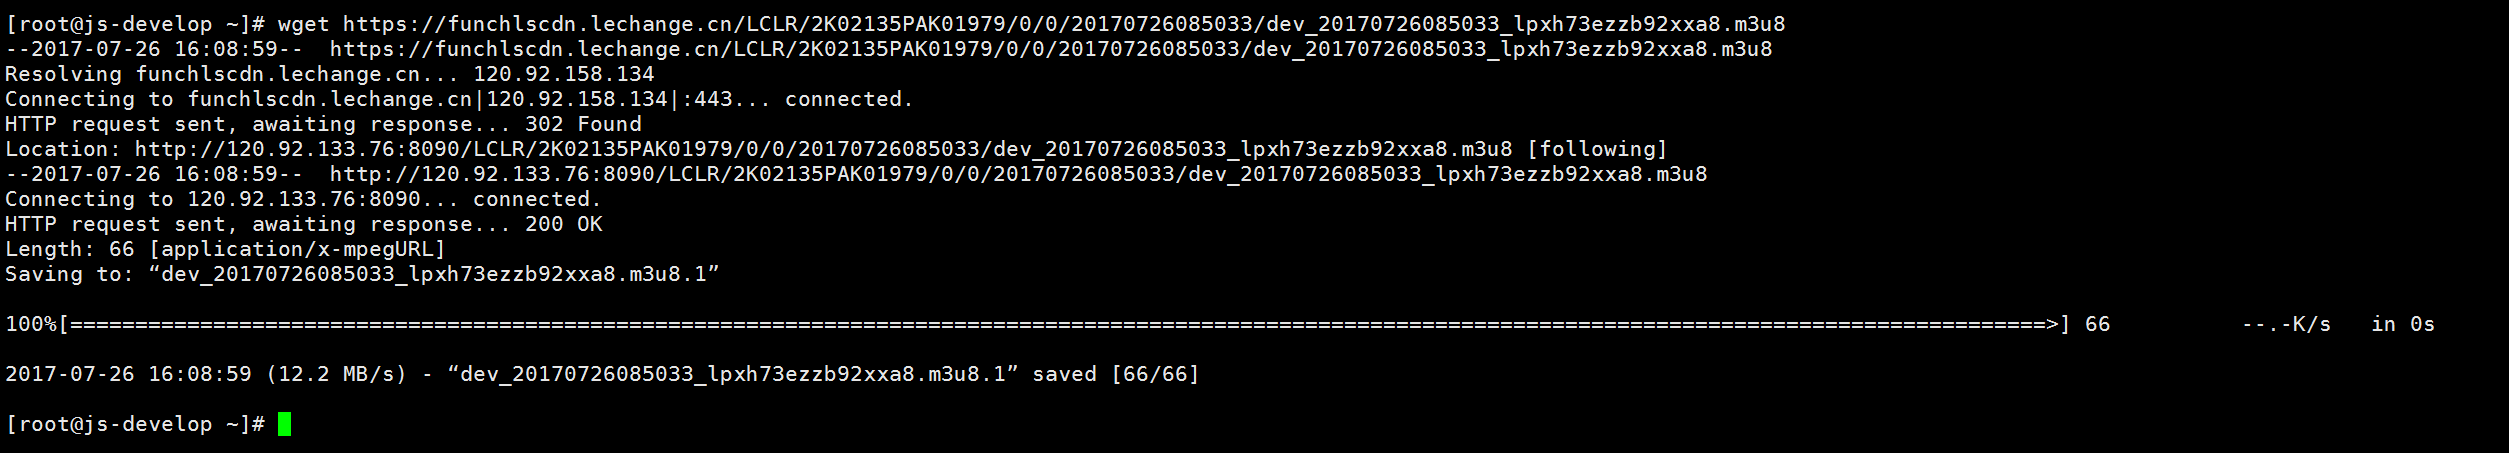 [root@js-develop ~]# wget https://funchlscdn.lechange.cn/LCLR/2K02135PAK01979/0/0/20170726085033/dev_20170726085033_lpxh73ezzb92xxa8.m3u8
--2017-07-26 16:08:59--  https://funchlscdn.lechange.cn/LCLR/2K02135PAK01979/0/0/20170726085033/dev_20170726085033_lpxh73ezzb92xxa8.m3u8
Resolving funchlscdn.lechange.cn... 120.92.158.134
Connecting to funchlscdn.lechange.cn|120.92.158.134|:443... connected.
HTTP request sent, awaiting response... 302 Found
Location: http://120.92.133.76:8090/LCLR/2K02135PAK01979/0/0/20170726085033/dev_20170726085033_lpxh73ezzb92xxa8.m3u8 [following]
--2017-07-26 16:08:59--  http://120.92.133.76:8090/LCLR/2K02135PAK01979/0/0/20170726085033/dev_20170726085033_lpxh73ezzb92xxa8.m3u8
Connecting to 120.92.133.76:8090... connected.
HTTP request sent, awaiting response... 200 OK
Length: 66 [application/x-mpegURL]
Saving to: “dev_20170726085033_lpxh73ezzb92xxa8.m3u8.1”
100%[======================================================================================================================================================>] 66          --.-K/s   in 0s
2017-07-26 16:08:59 (12.2 MB/s) - “dev_20170726085033_lpxh73ezzb92xxa8.m3u8.1” saved [66/66]
[root@js-develop ~]#